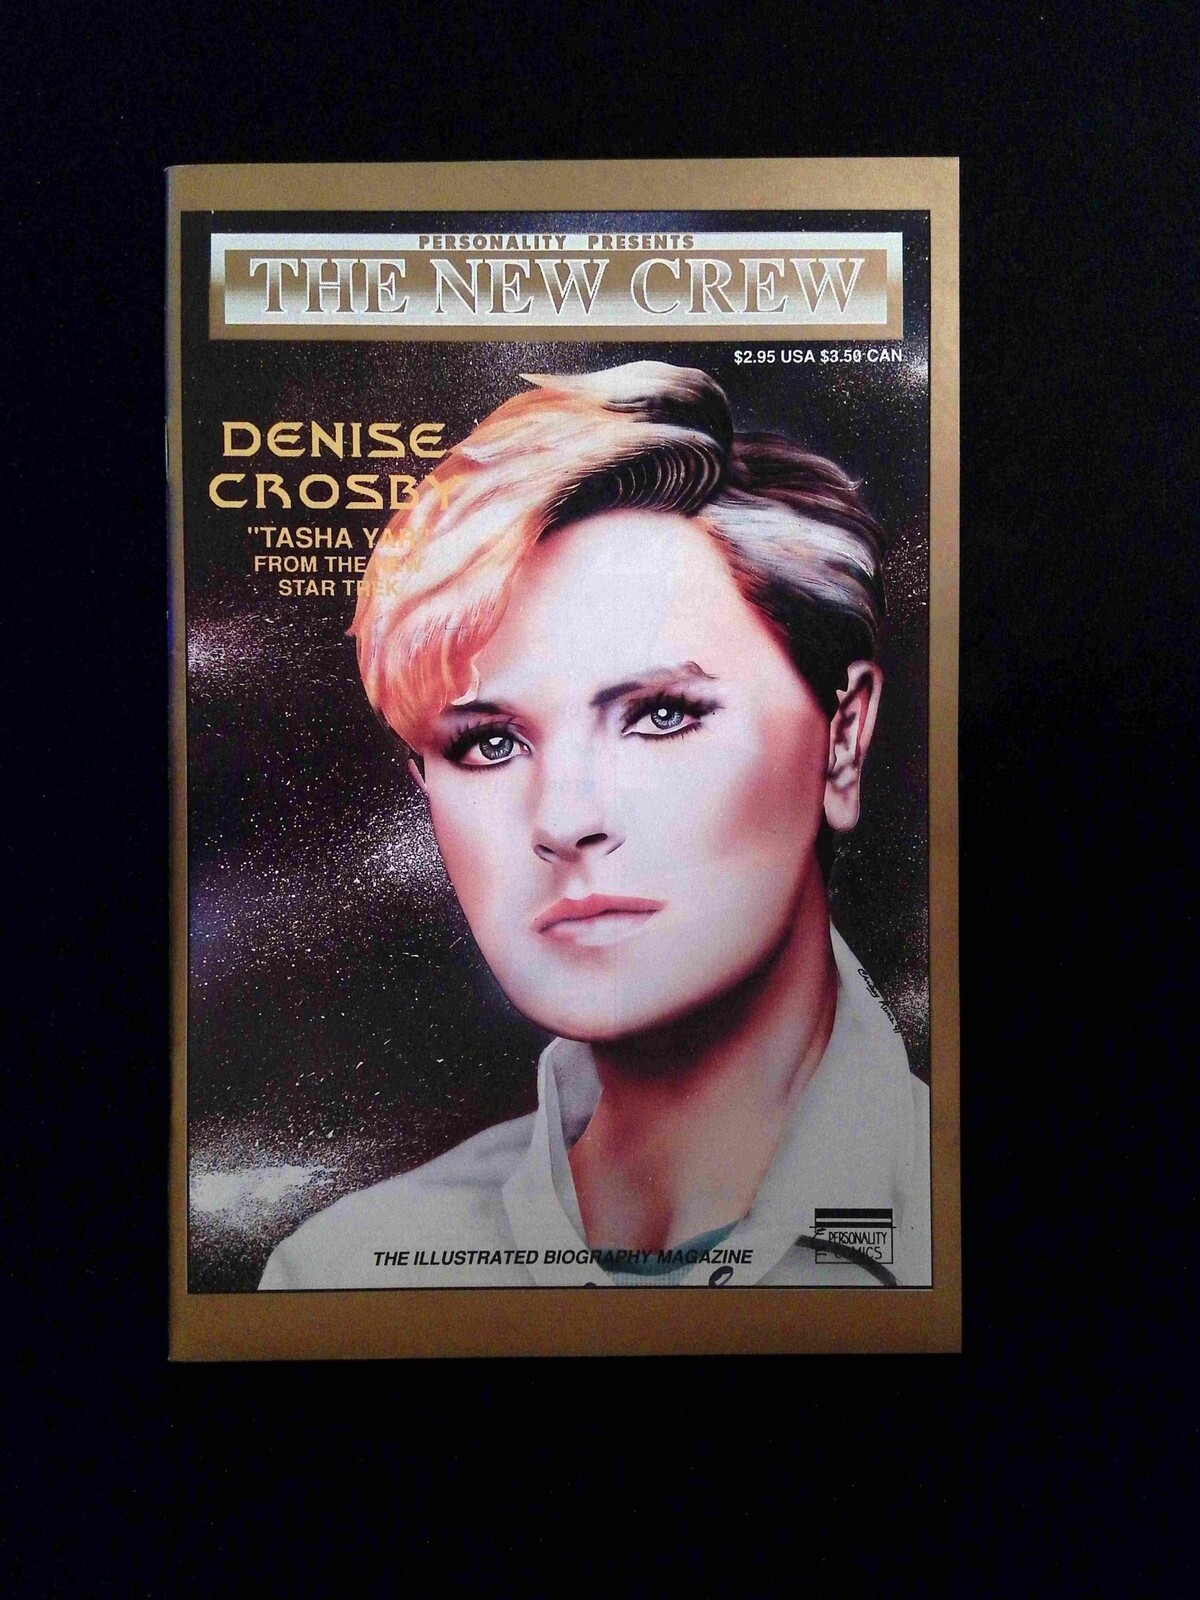 PERSONALITY PRESENTS
THE NEW CREW
$2.95 USA $3.50 CAN
DENISE
CROSBY
"TASHA YAR"
FROM THE NEW
STAR TREK
THE ILLUSTRATED BIOGRAPHY MAGAZINE
PERSONALITY
COMICS